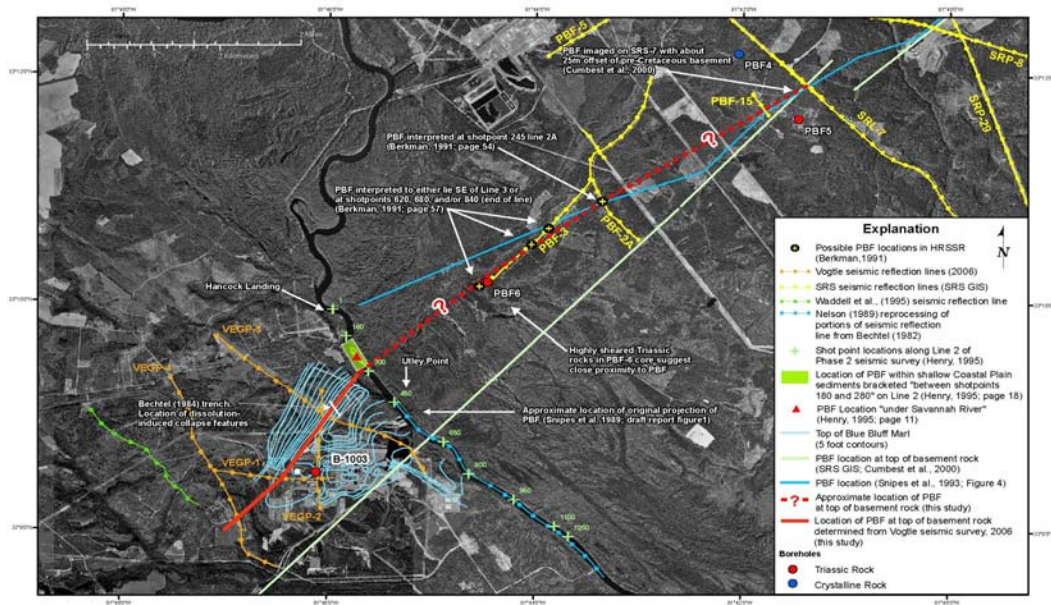 PBF-5
PBF imaged on SRS-7 with about
25m offset of pre-Cretaceous basement
(Cumbest et al., 2000)
PBF4
SRP-8
PBF-15
PBF5
SRL-7
SRP-29
PBF interpreted at shotpoint 245 line 2A
(Berkman, 1991; page 54)
?
PBF interpreted to either lie SE of Line 3 or
at shotpoints 620, 680, and/or 840 (end of line)
(Berkman, 1991; page 57)
PBF-3
PBF-2A
Hancock Landing
PBF6
?
VEGP-3
Utley Point
Highly sheared Triassic
rocks in PBF-6 core suggest
close proximity to PBF
VEGP-4
Bechtel (1984) trench.
Location of dissolution-
induced collapse features
Approximate location of original projection of
PBF (Snipes et al. 1989; draft report figure1)
VEGP-1
B-1003
VEGP-2
Explanation
N
Possible PBF locations in HRSSR
(Berkman,1991)
Vogtle seismic reflection lines (2006)
SRS seismic reflection lines (SRS GIS)
Waddell et al., (1995) seismic reflection line
Nelson (1989) reprocessing of
portions of seismic reflection
line from Bechtel (1982)
Shot point locations along Line 2 of
Phase 2 seismic survey (Henry, 1995)
Location of PBF within shallow Coastal Plain
sediments bracketed "between shotpoints
180 and 280" on Line 2 (Henry, 1995; page 18)
PBF Location "under Savannah River"
(Henry, 1995; page 11)
Top of Blue Bluff Marl
(5 foot contours)
PBF location at top of basement rock
(SRS GIS; Cumbest et al., 2000)
PBF location (Snipes et al., 1993; Figure 4)
?
Approximate location of PBF
at top of basement rock
(this study)
Location of PBF at top of basement rock
determined from Vogtle seismic survey, 2006
(this study)
Boreholes
Triassic Rock
Crystalline Rock